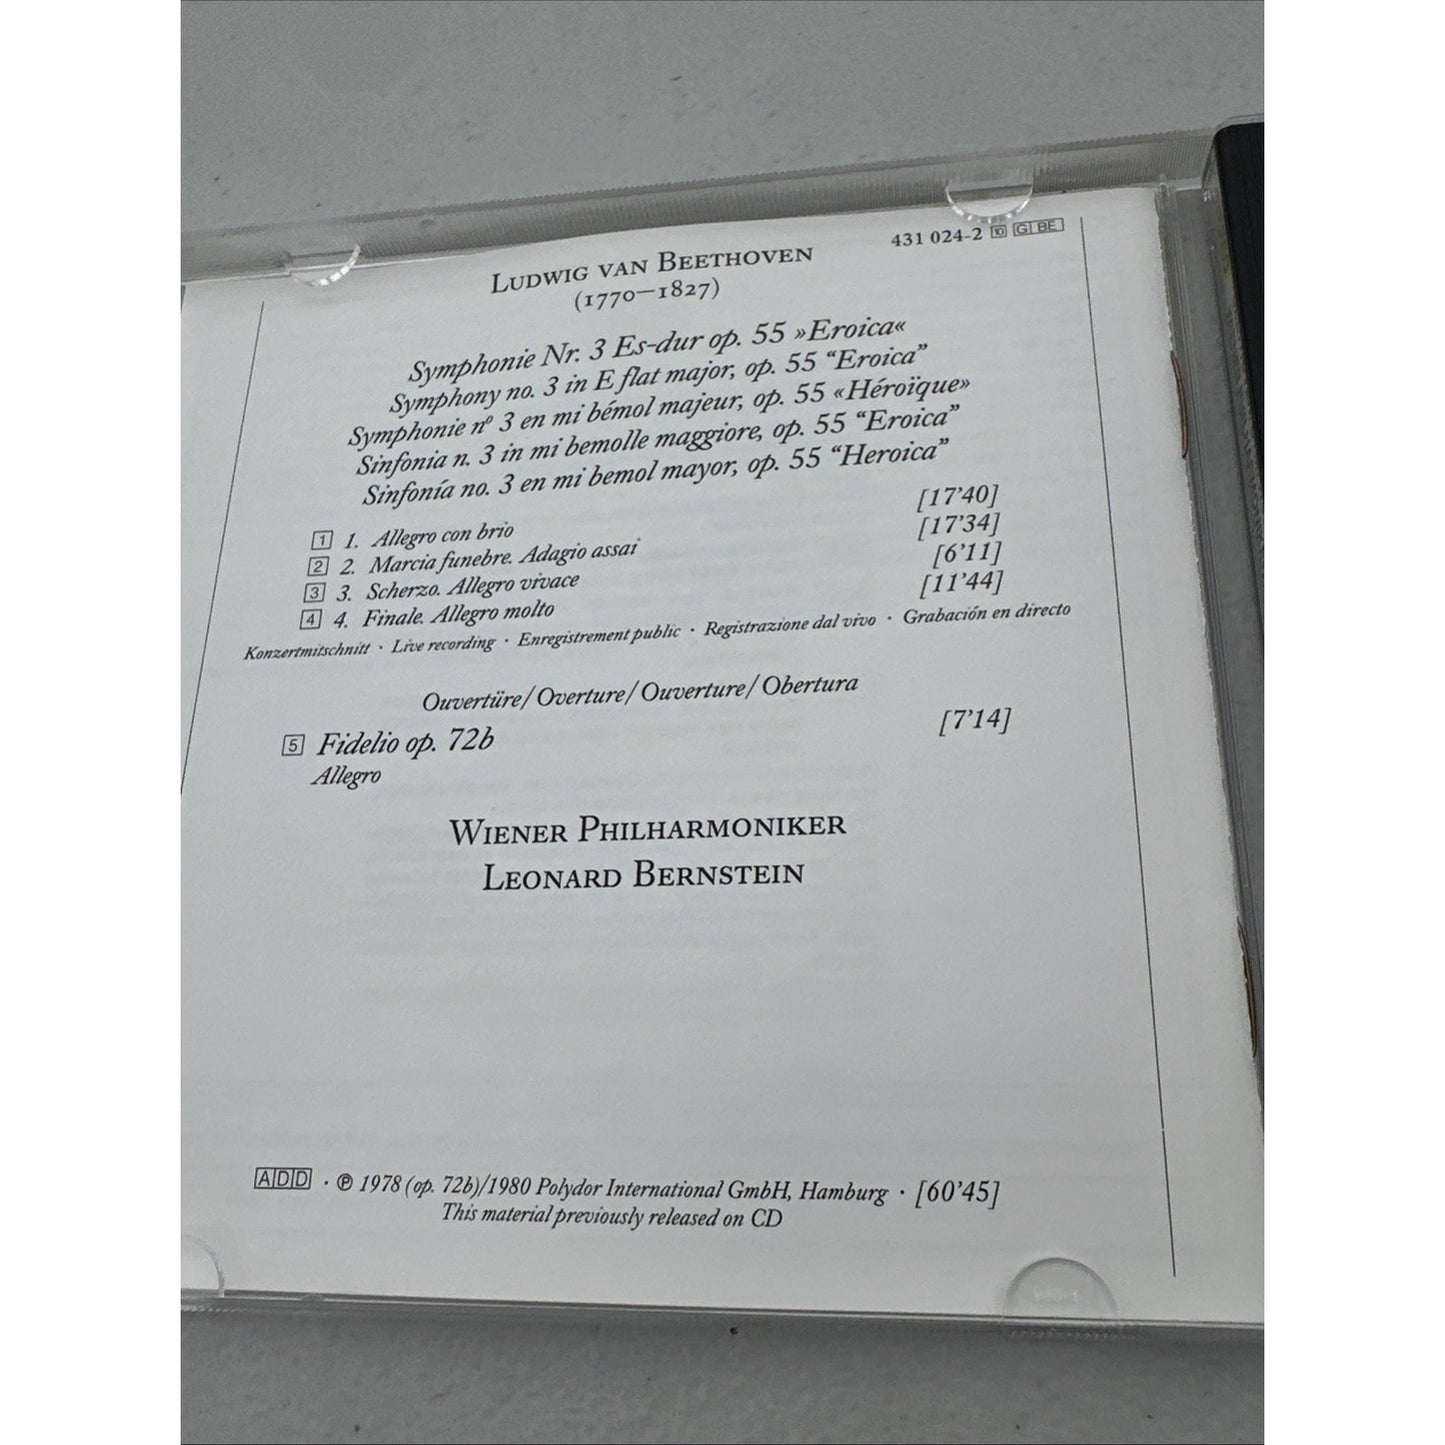 431 024-2 10 G BE
LUDWIG VAN BEETHOVEN
(1770—1827)
Symphonie Nr. 3 Es-dur op. 55 »Eroica«
Symphony no. 3 in E flat major, op. 55 “Eroica”
Symphonie nº 3 en mi bémol majeur, op. 55 «Héroïque»
Sinfonia n. 3 in mi bemolle maggiore, op. 55 “Eroica”
Sinfonía no. 3 en mi bemol mayor, op. 55 “Heroica”
1 1. Allegro con brio [17’40]
2 2. Marcia funebre. Adagio assai [17’34]
3 3. Scherzo. Allegro vivace [6’11]
4 4. Finale. Allegro molto [11’44]
Konzertmitschnitt · Live recording · Enregistrement public · Registrazione dal vivo · Grabación en directo
Ouvertüre/Overture/Ouverture/Obertura
5 Fidelio op. 72b [7’14]
Allegro
WIENER PHILHARMONIKER
LEONARD BERNSTEIN
ADD · ℗ 1978 (op. 72b)/1980 Polydor International GmbH, Hamburg · [60’45]
This material previously released on CD